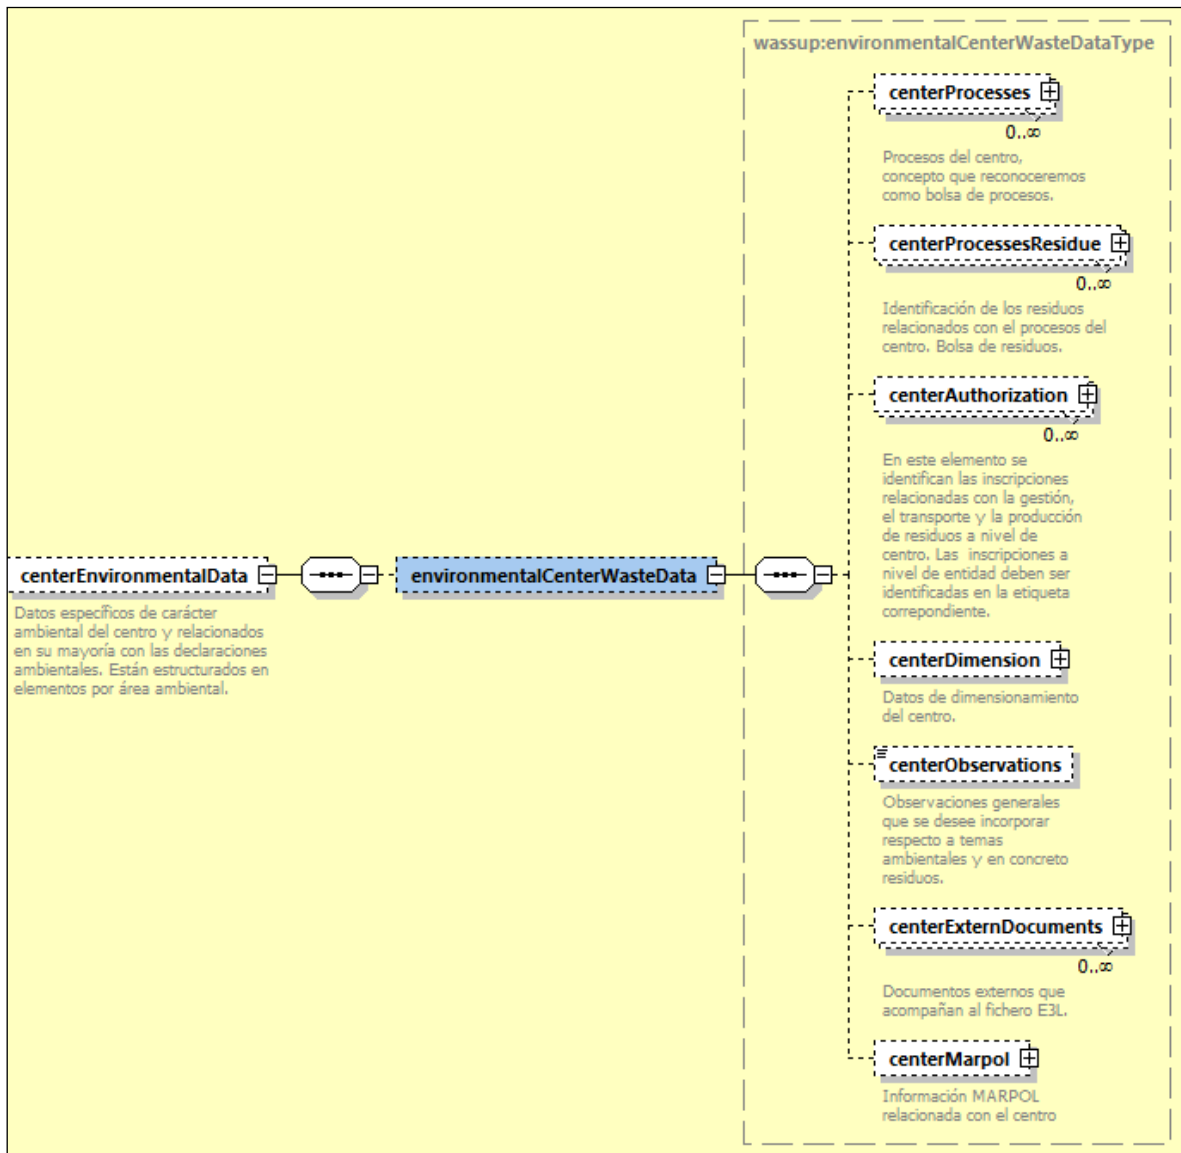 wassup:environmentalCenterWasteDataType
centerProcesses
0..∞
Procesos del centro,
concepto que reconoceremos
como bolsa de procesos.
centerProcessesResidue
0..∞
Identificación de los residuos
relacionados con el procesos del
centro. Bolsa de residuos.
centerAuthorization
0..∞
En este elemento se
identifican las inscripciones
relacionadas con la gestión,
el transporte y la producción
de residuos a nivel de
centro. Las  inscripciones a
nivel de entidad deben ser
identificadas en la etiqueta
correpondiente.
centerEnvironmentalData
Datos específicos de carácter
ambiental del centro y relacionados
en su mayoría con las declaraciones
ambientales. Están estructurados en
elementos por área ambiental.
environmentalCenterWasteData
centerDimension
Datos de dimensionamiento
del centro.
centerObservations
Observaciones generales
que se desee incorporar
respecto a temas
ambientales y en concreto
residuos.
centerExternDocuments
0..∞
Documentos externos que
acompañan al fichero E3L.
centerMarpol
Información MARPOL
relacionada con el centro